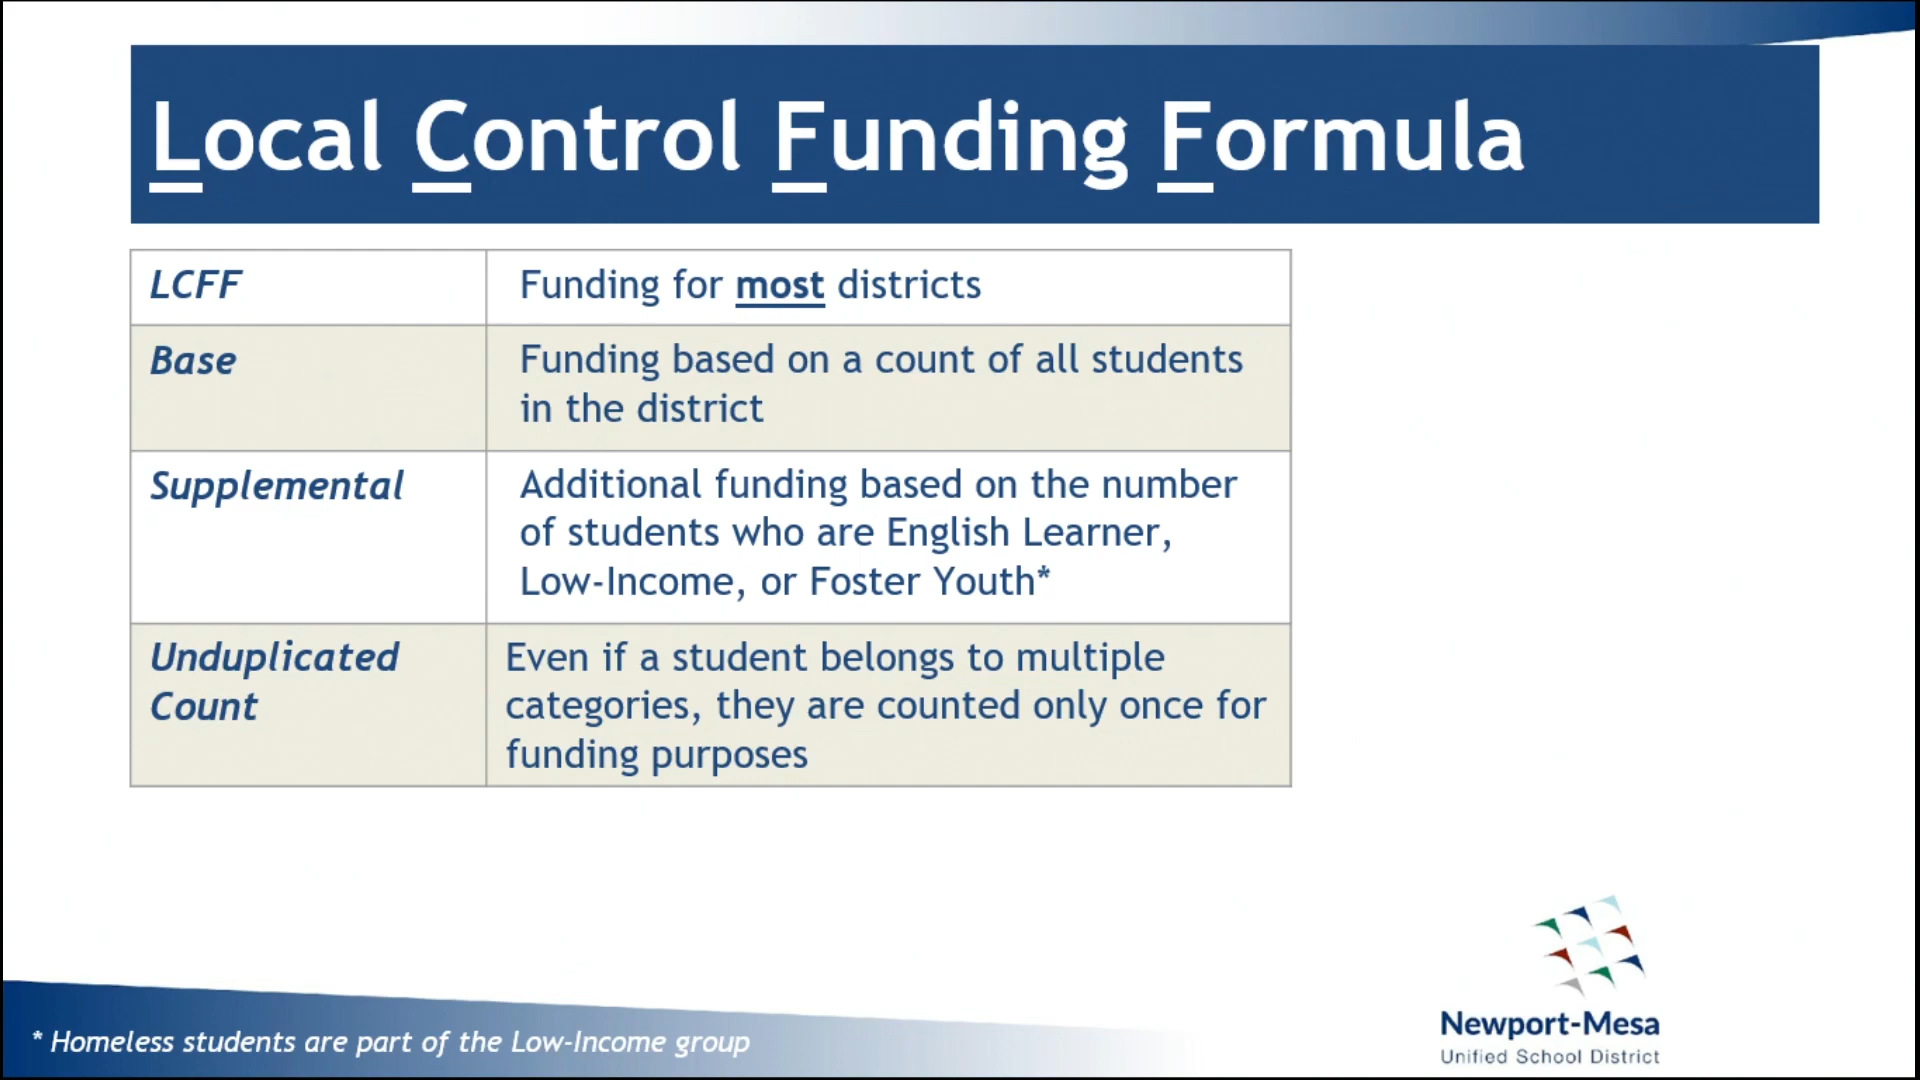 Local Control Funding Formula
LCFF
Funding for most districts
Base
Funding based on a count of all students
in the district
Supplemental
Additional funding based on the number
of students who are English Learner,
Low-Income, or Foster Youth*
Unduplicated
Count
Even if a student belongs to multiple
categories, they are counted only once for
funding purposes
* Homeless students are part of the Low-Income group
Newport-Mesa
Unified School District